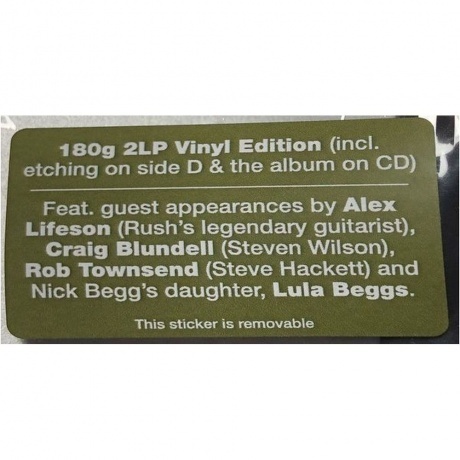 180g 2LP Vinyl Edition (incl.
etching on side D & the album on CD)
Feat. guest appearances by Alex
Lifeson (Rush's legendary guitarist),
Craig Blundell (Steven Wilson),
Rob Townsend (Steve Hackett) and
Nick Begg's daughter, Lula Beggs.
This sticker is removable